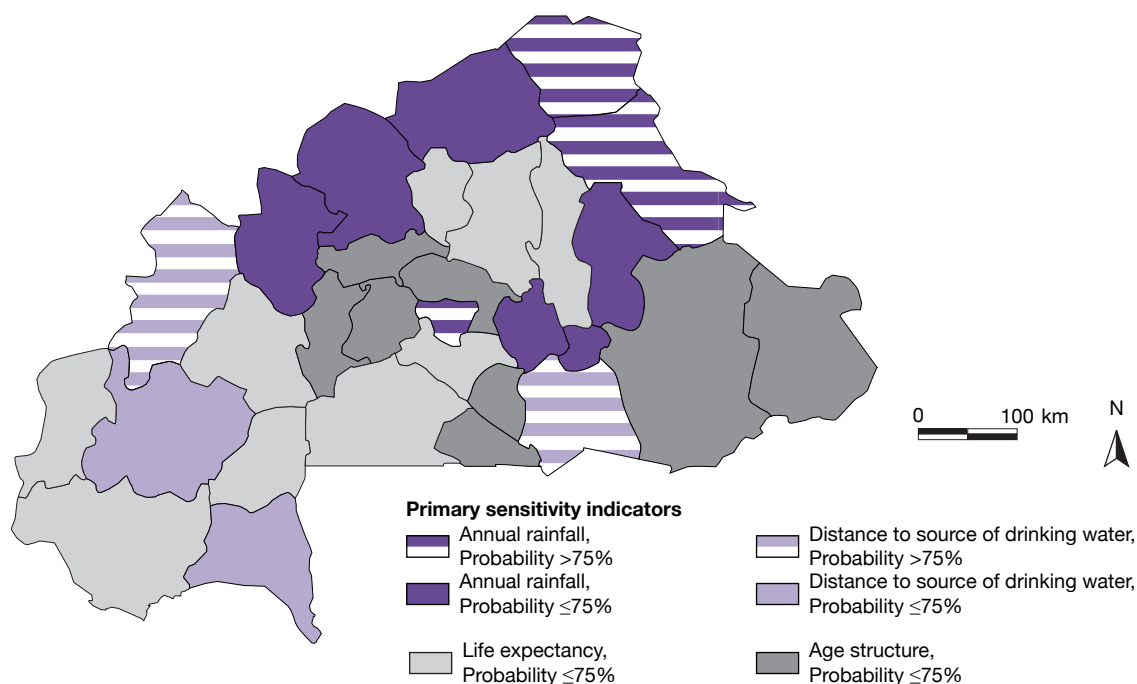 0 100 km
N
Primary sensitivity indicators
Annual rainfall,
Probability >75%
Annual rainfall,
Probability ≤75%
Life expectancy,
Probability ≤75%
Distance to source of drinking water,
Probability >75%
Distance to source of drinking water,
Probability ≤75%
Age structure,
Probability ≤75%